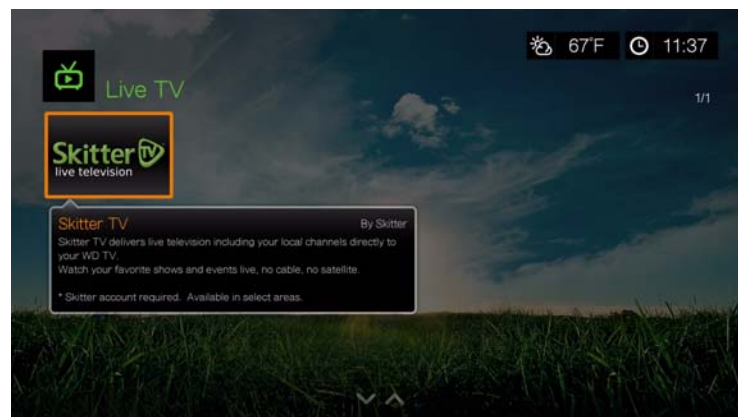 67°F 11:37
Live TV
1/1
Skitter TV
live television
Skitter TV By Skitter
Skitter TV delivers live television including your local channels directly to
your WD TV.
Watch your favorite shows and events live, no cable, no satellite.
* Skitter account required. Available in select areas.